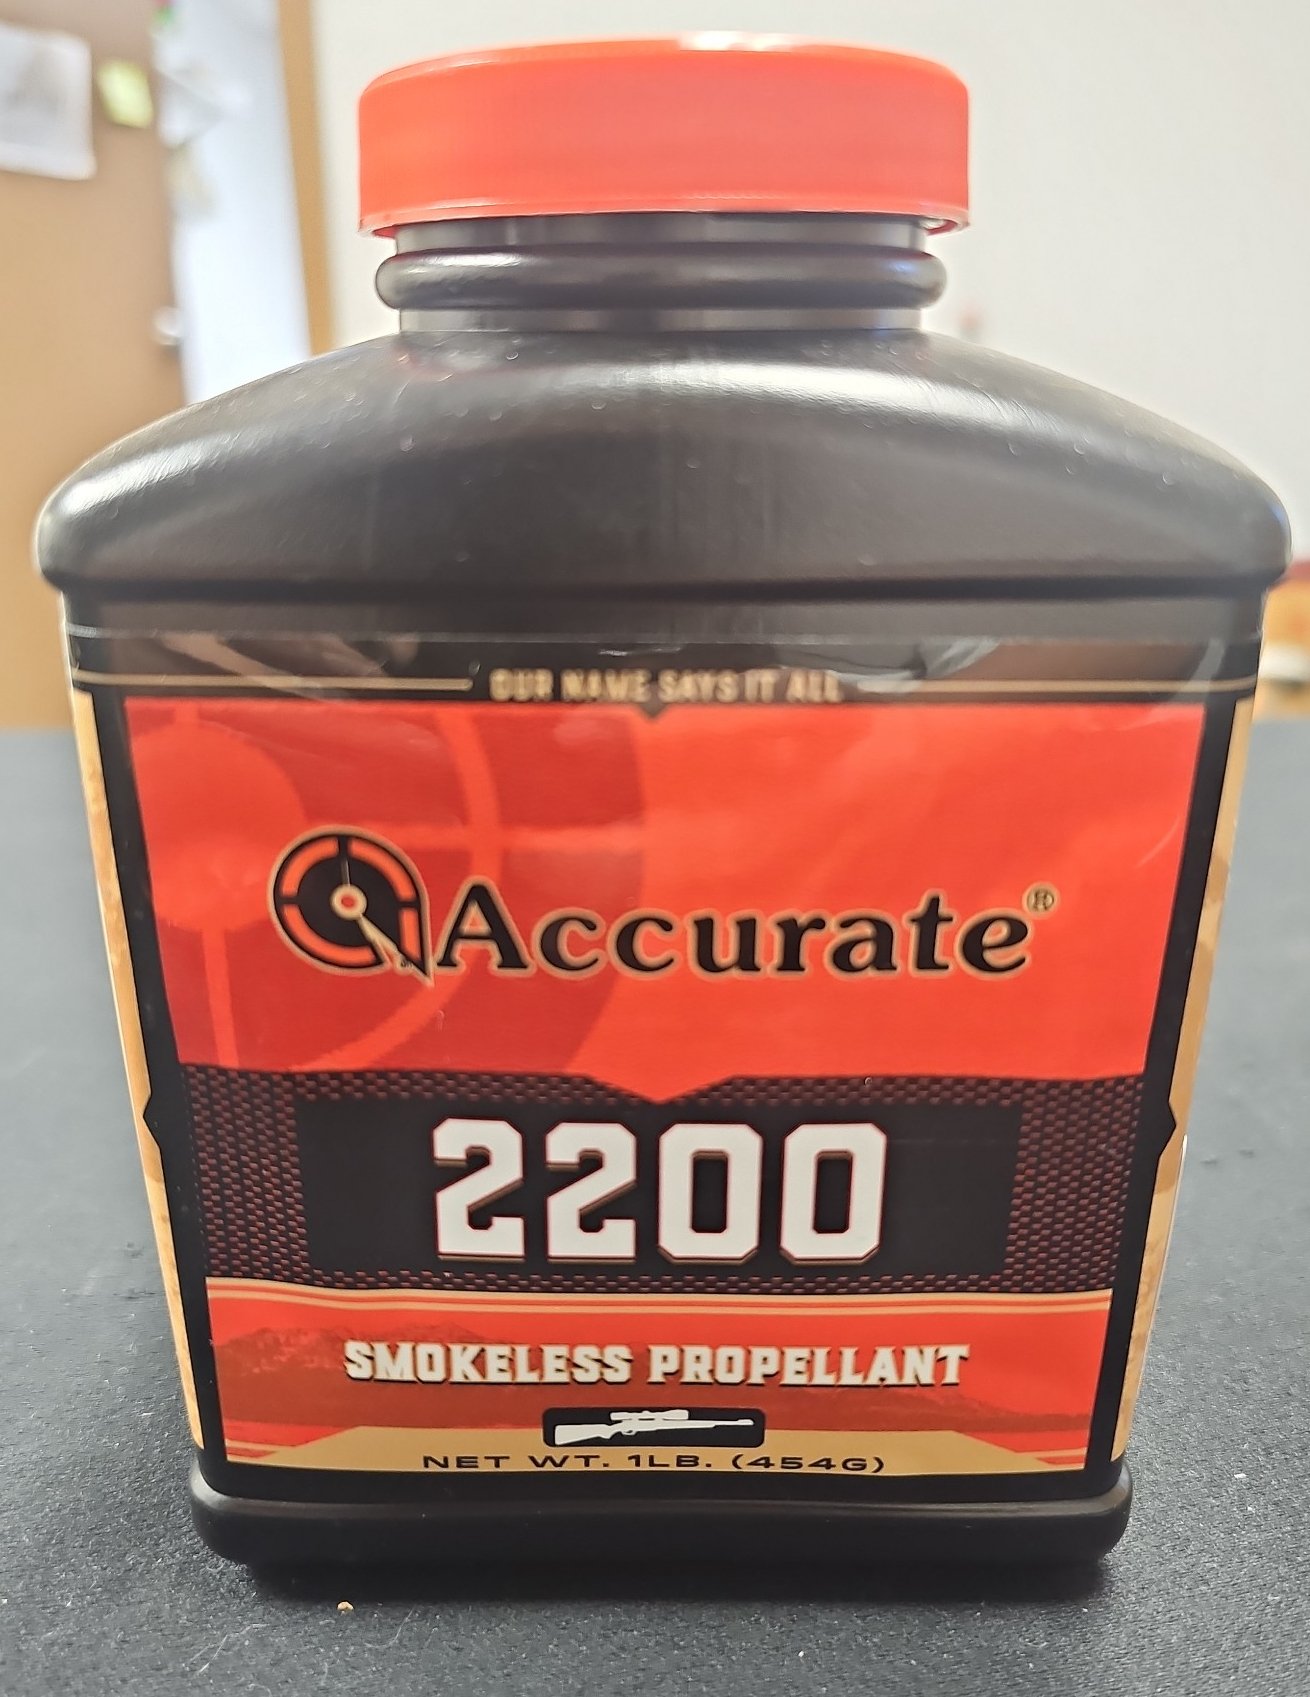 OUR NAME SAYS IT ALL
Accurate®
2200
SMOKELESS PROPELLANT
NET WT. 1LB. (454G)